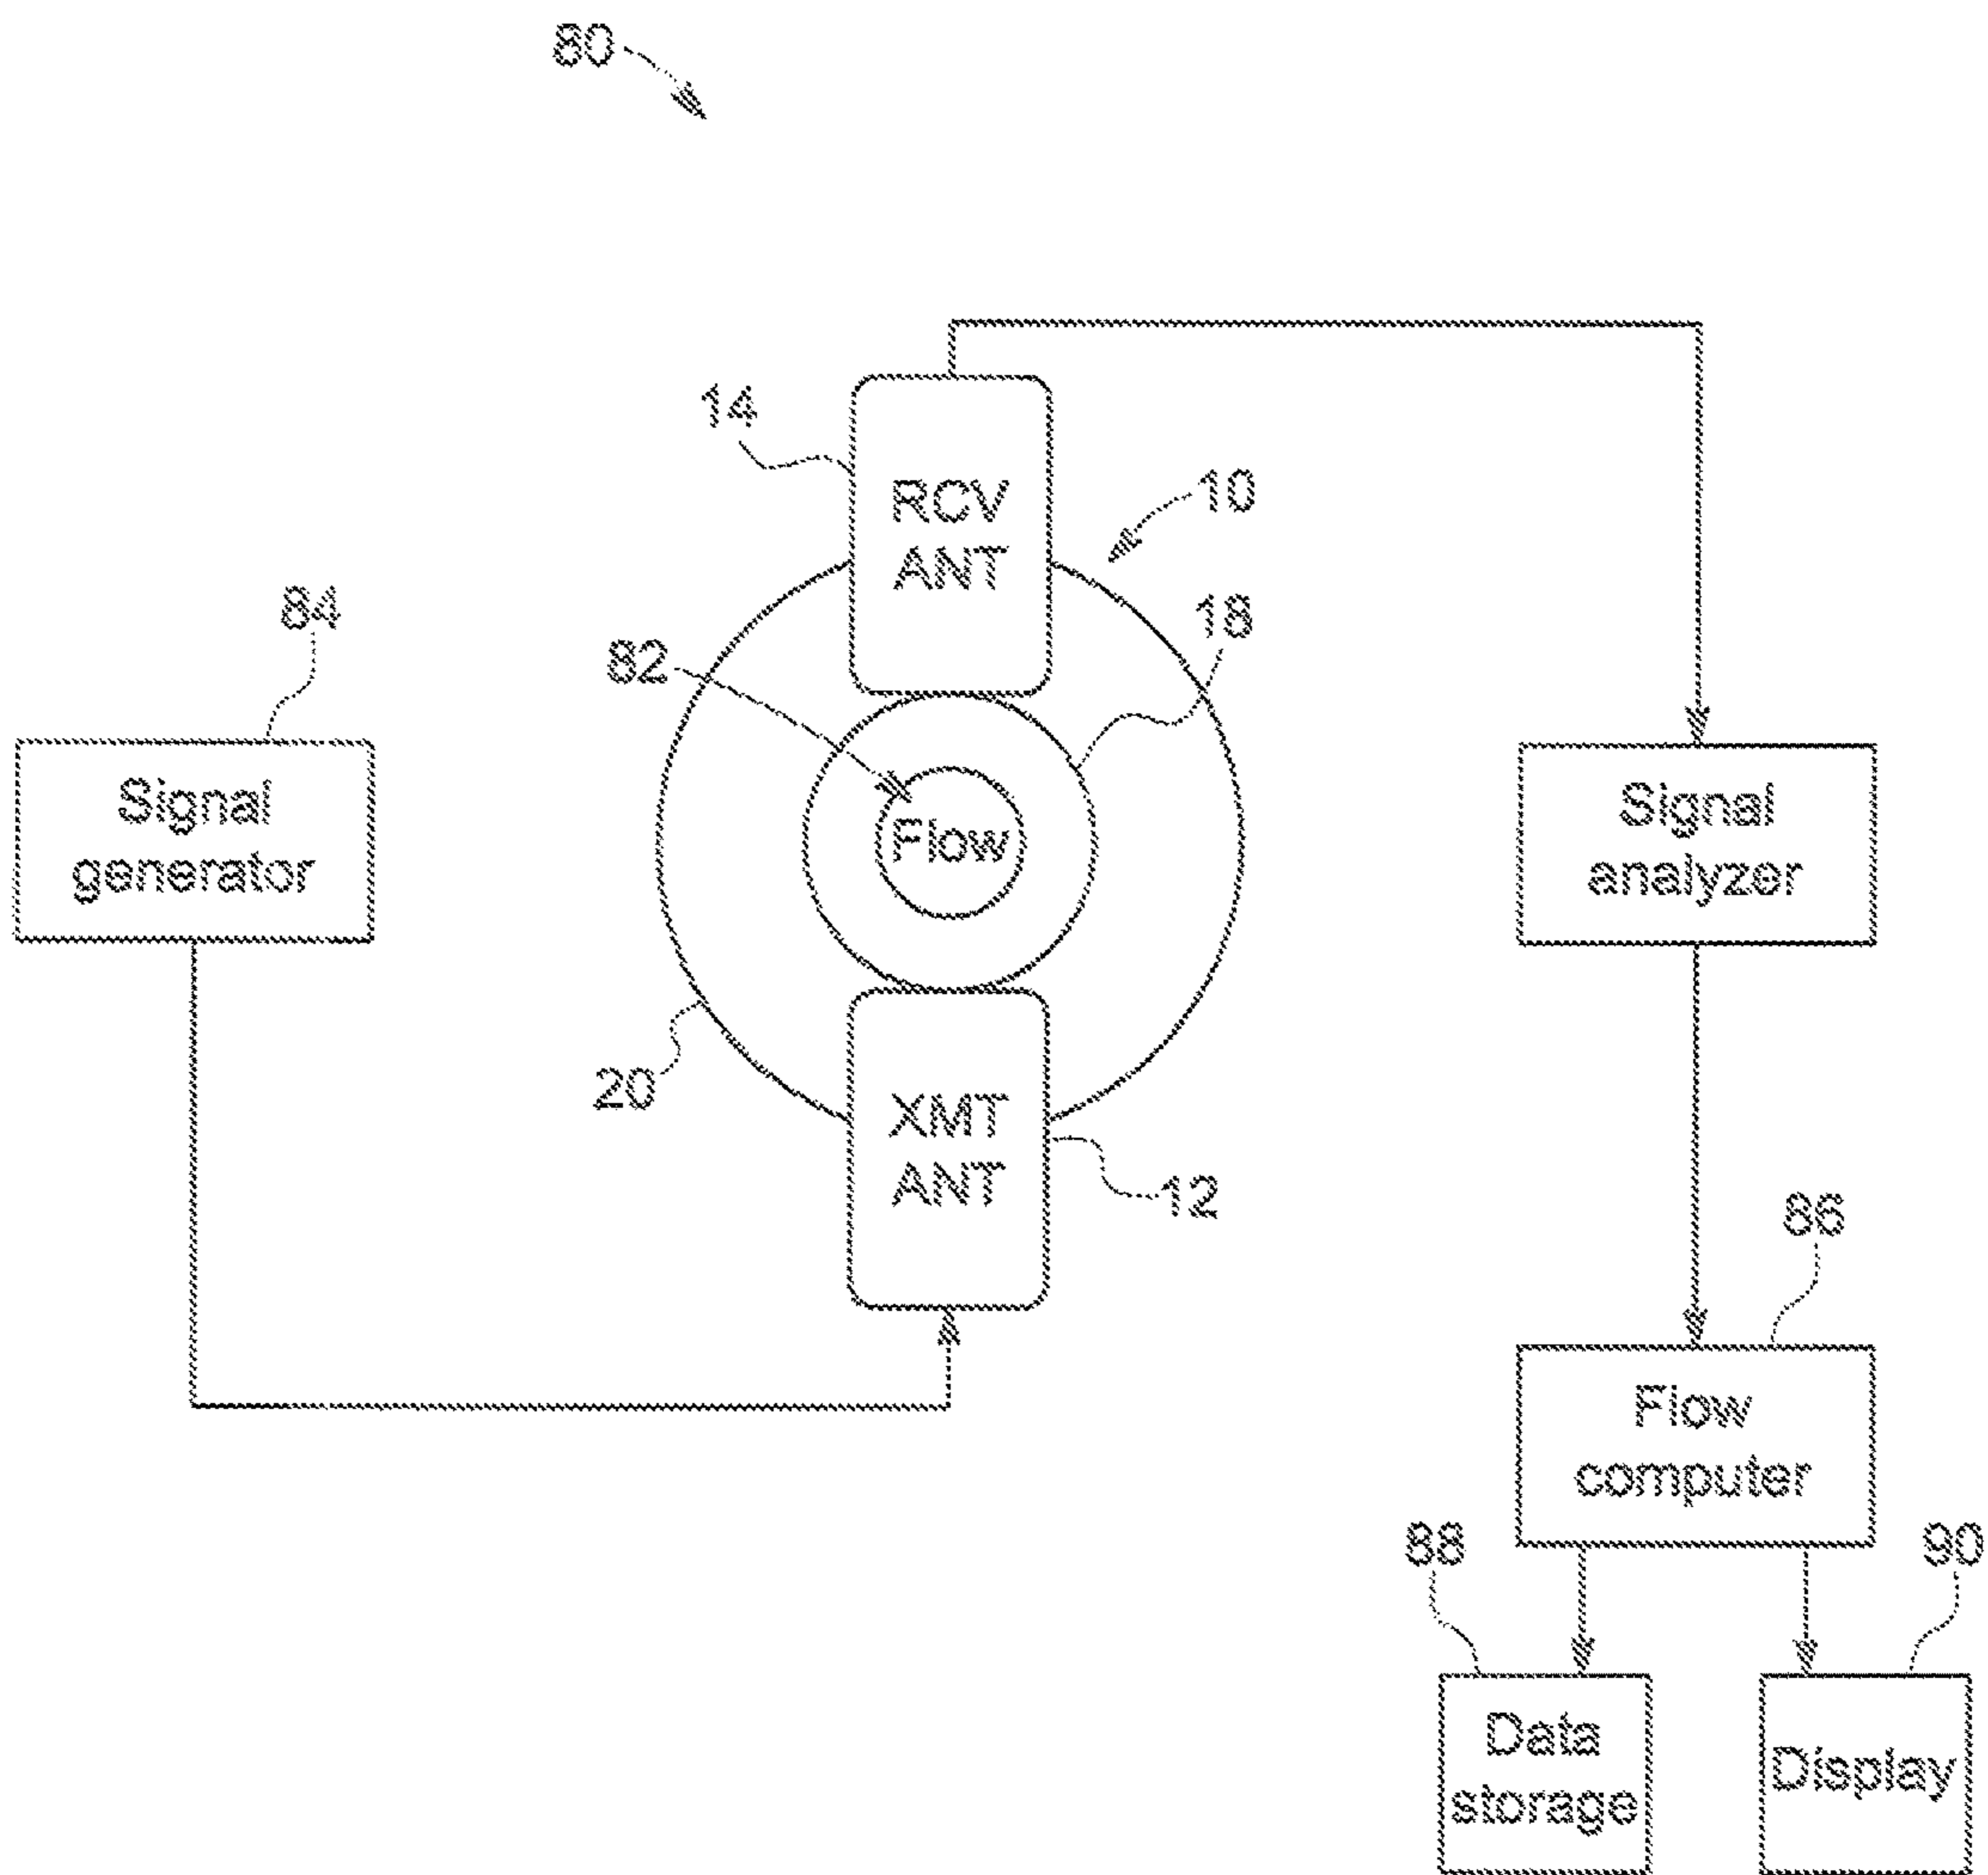 80
14
RCV
ANT
10
18
84
82
Signal
generator
Flow
Signal
analyzer
20
XMT
ANT
12
86
Flow
computer
88
90
Data
storage
Display